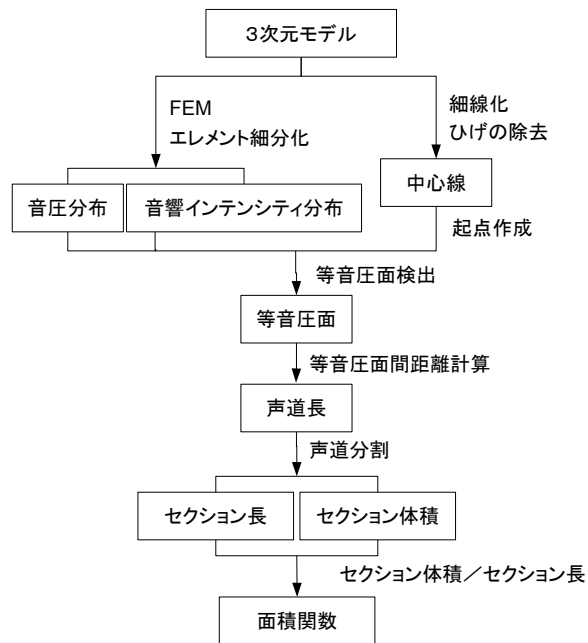 ３次元モデル
FEM
エレメント細分化
細線化
ひげの除去
中心線
音圧分布
音響インテンシティ分布
起点作成
等音圧面検出
等音圧面
等音圧面間距離計算
声道長
声道分割
セクション長
セクション体積
セクション体積／セクション長
面積関数